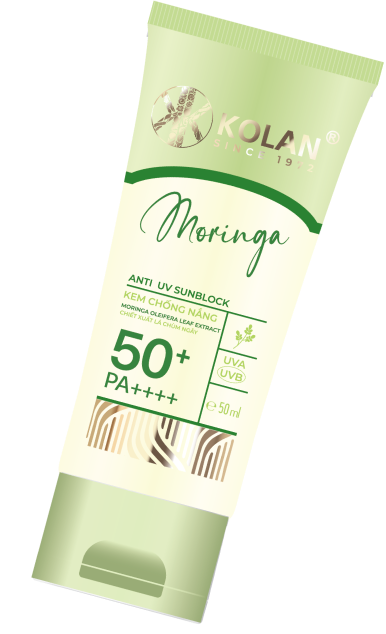 KOLAN®
SINCE 1972
Moringa
ANTI UV SUNBLOCK
KEM CHỐNG NẮNG
MORINGA OLEIFERA LEAF EXTRACT
CHIẾT XUẤT LÁ CHÙM NGÂY
50+
PA++++
UVA
UVB
℮ 50 ml